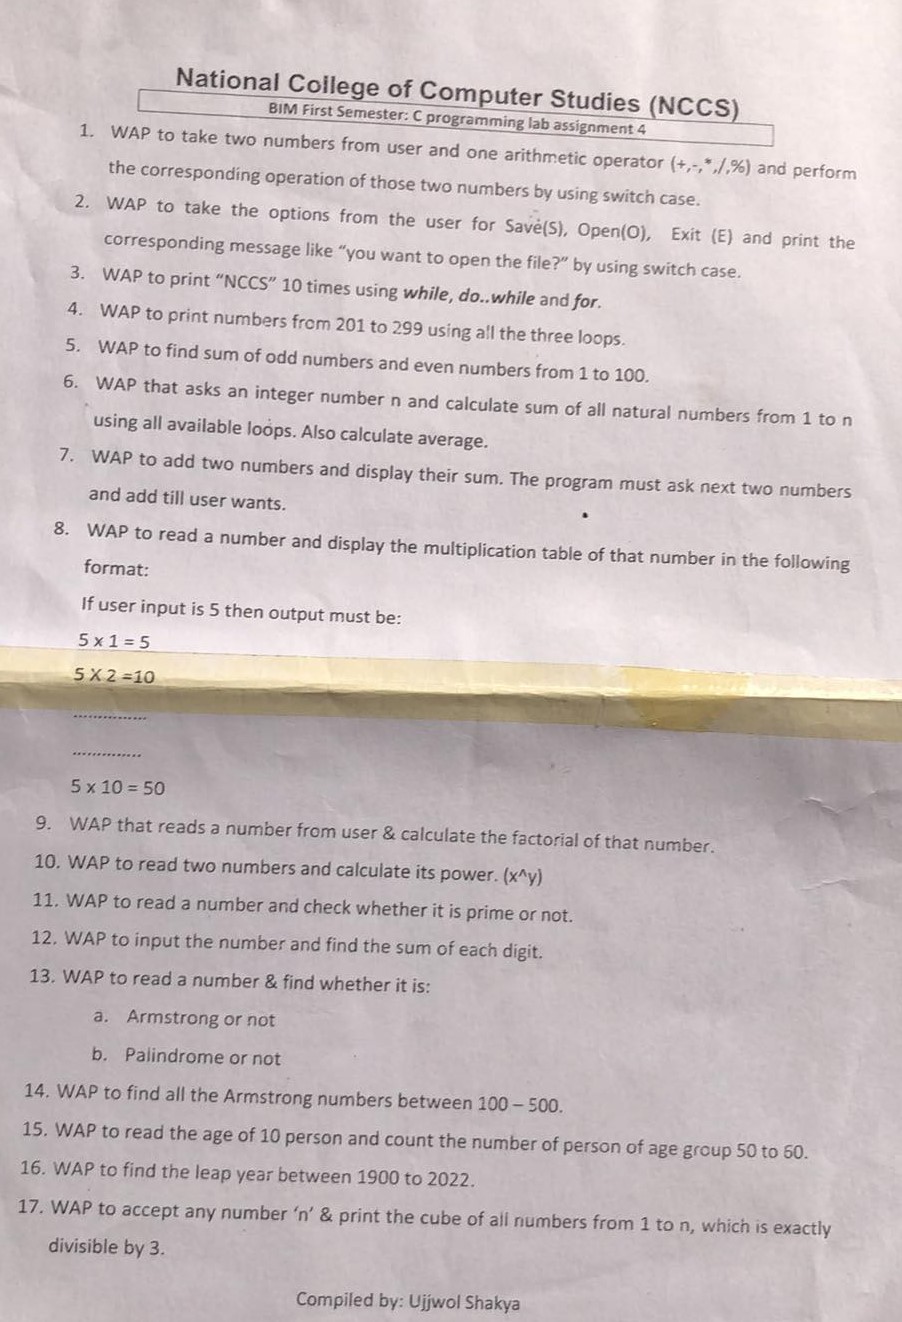 National College of Computer Studies (NCCS)
BIM First Semester: C programming lab assignment 4
1. WAP to take two numbers from user and one arithmetic operator (+,-,*,/,%) and perform
the corresponding operation of those two numbers by using switch case.
2. WAP to take the options from the user for Save(S), Open(O), Exit (E) and print the
corresponding message like “you want to open the file?” by using switch case.
3. WAP to print “NCCS” 10 times using while, do..while and for.
4. WAP to print numbers from 201 to 299 using all the three loops.
5. WAP to find sum of odd numbers and even numbers from 1 to 100.
6. WAP that asks an integer number n and calculate sum of all natural numbers from 1 to n
using all available loops. Also calculate average.
7. WAP to add two numbers and display their sum. The program must ask next two numbers
and add till user wants.
8. WAP to read a number and display the multiplication table of that number in the following
format:
If user input is 5 then output must be:
5 x 1 = 5
5 X 2 =10
................
..............
5 x 10 = 50
9. WAP that reads a number from user & calculate the factorial of that number.
10. WAP to read two numbers and calculate its power. (x^y)
11. WAP to read a number and check whether it is prime or not.
12. WAP to input the number and find the sum of each digit.
13. WAP to read a number & find whether it is:
a. Armstrong or not
b. Palindrome or not
14. WAP to find all the Armstrong numbers between 100 – 500.
15. WAP to read the age of 10 person and count the number of person of age group 50 to 60.
16. WAP to find the leap year between 1900 to 2022.
17. WAP to accept any number ‘n’ & print the cube of all numbers from 1 to n, which is exactly
divisible by 3.
Compiled by: Ujjwol Shakya